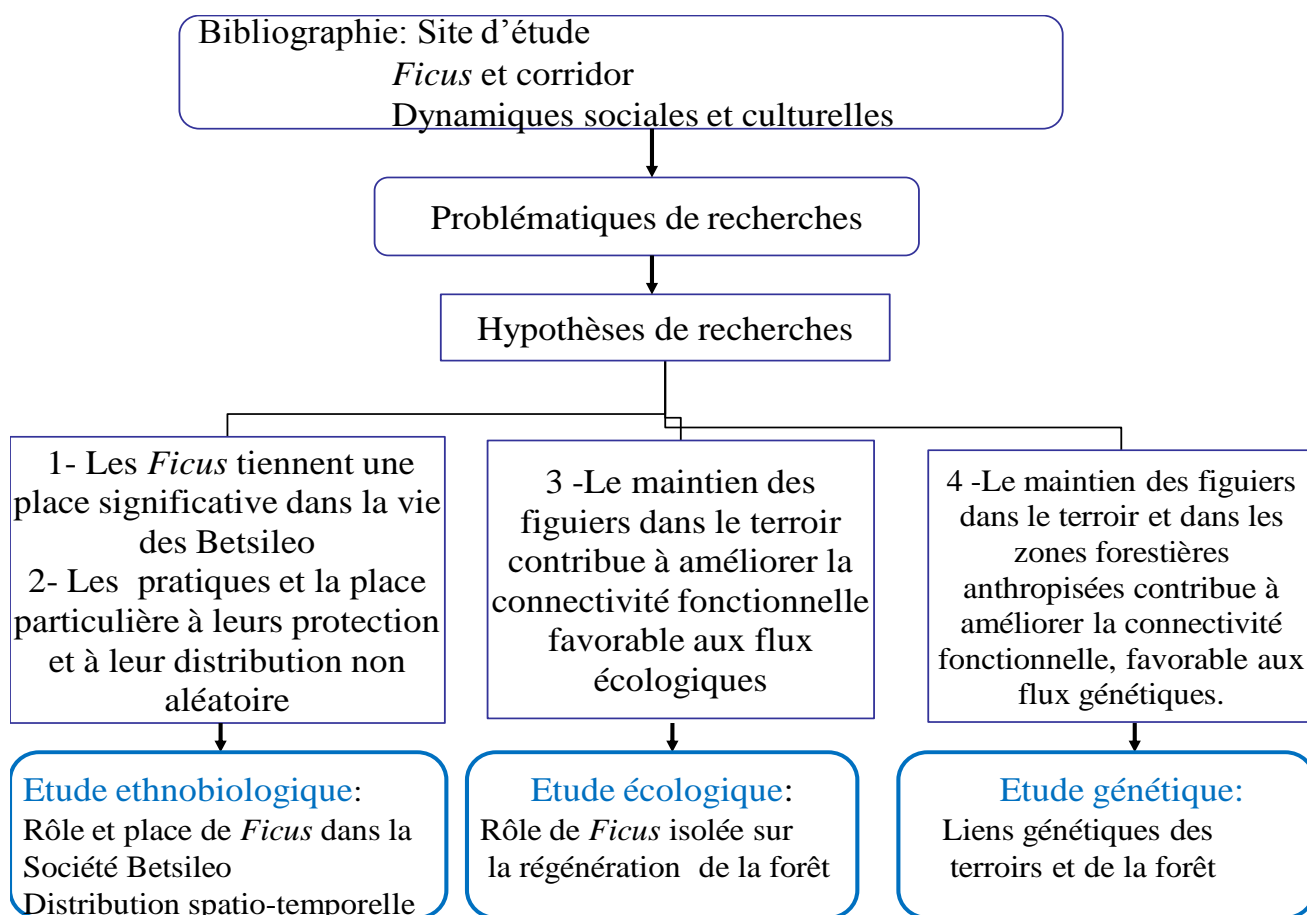 Bibliographie: Site d’étude
Ficus et corridor
Dynamiques sociales et culturelles
Problématiques de recherches
Hypothèses de recherches
1- Les Ficus tiennent une
place significative dans la vie
des Betsileo
2- Les pratiques et la place
particulière à leurs protection
et à leur distribution non
aléatoire
3 -Le maintien des
figuiers dans le terroir
contribue à améliorer la
connectivité fonctionnelle
favorable aux flux
écologiques
4 -Le maintien des figuiers
dans le terroir et dans les
zones forestières
anthropisées contribue à
améliorer la connectivité
fonctionnelle, favorable aux
flux génétiques.
Etude ethnobiologique:
Rôle et place de Ficus dans la
Société Betsileo
Distribution spatio-temporelle
Etude écologique:
Rôle de Ficus isolée sur
la régénération de la forêt
Etude génétique:
Liens génétiques des
terroirs et de la forêt